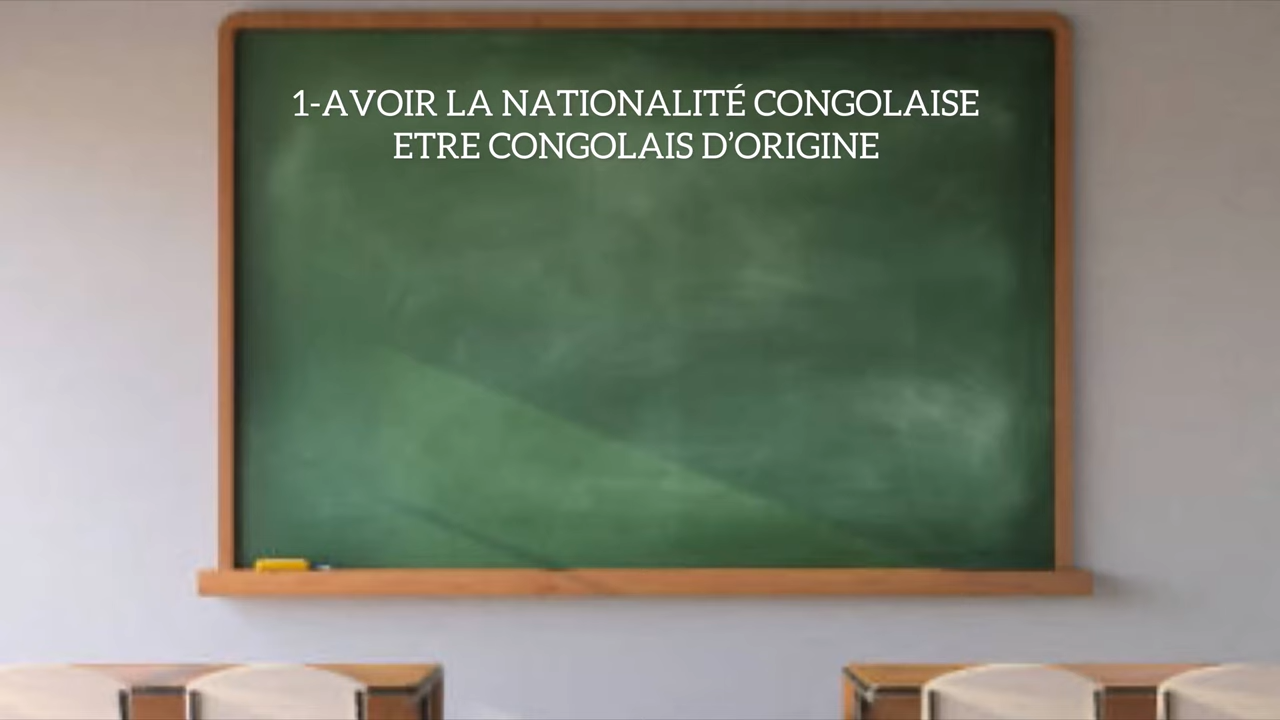 1-AVOIR LA NATIONALITÉ CONGOLAISE
ETRE CONGOLAIS D’ORIGINE